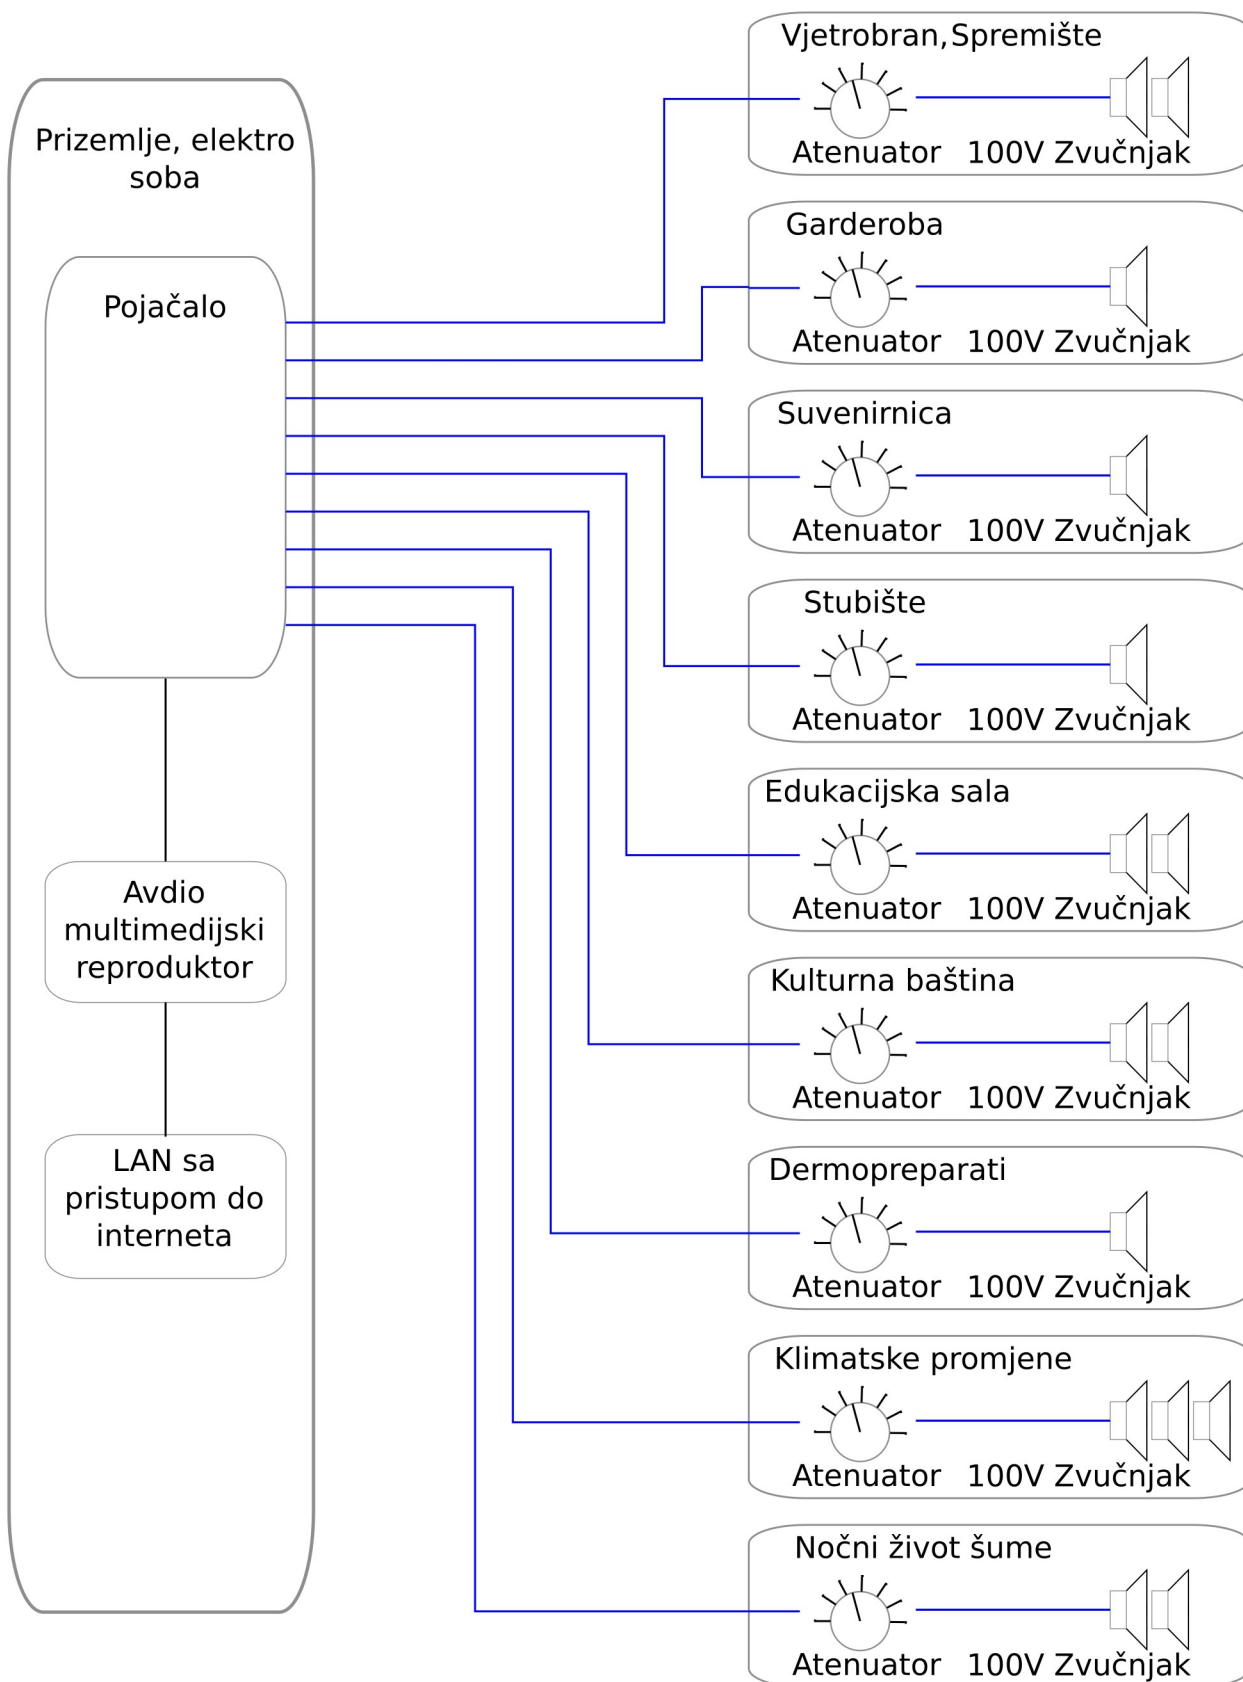 Prizemlje, elektro
soba
Pojačalo
Avdio
multimedijski
reproduktor
LAN sa
pristupom do
interneta
Vjetrobran,Spremište
Atenuator 100V Zvučnjak
Garderoba
Atenuator 100V Zvučnjak
Suvenirnica
Atenuator 100V Zvučnjak
Stubište
Atenuator 100V Zvučnjak
Edukacijska sala
Atenuator 100V Zvučnjak
Kulturna baština
Atenuator 100V Zvučnjak
Dermopreparati
Atenuator 100V Zvučnjak
Klimatske promjene
Atenuator 100V Zvučnjak
Nočni život šume
Atenuator 100V Zvučnjak